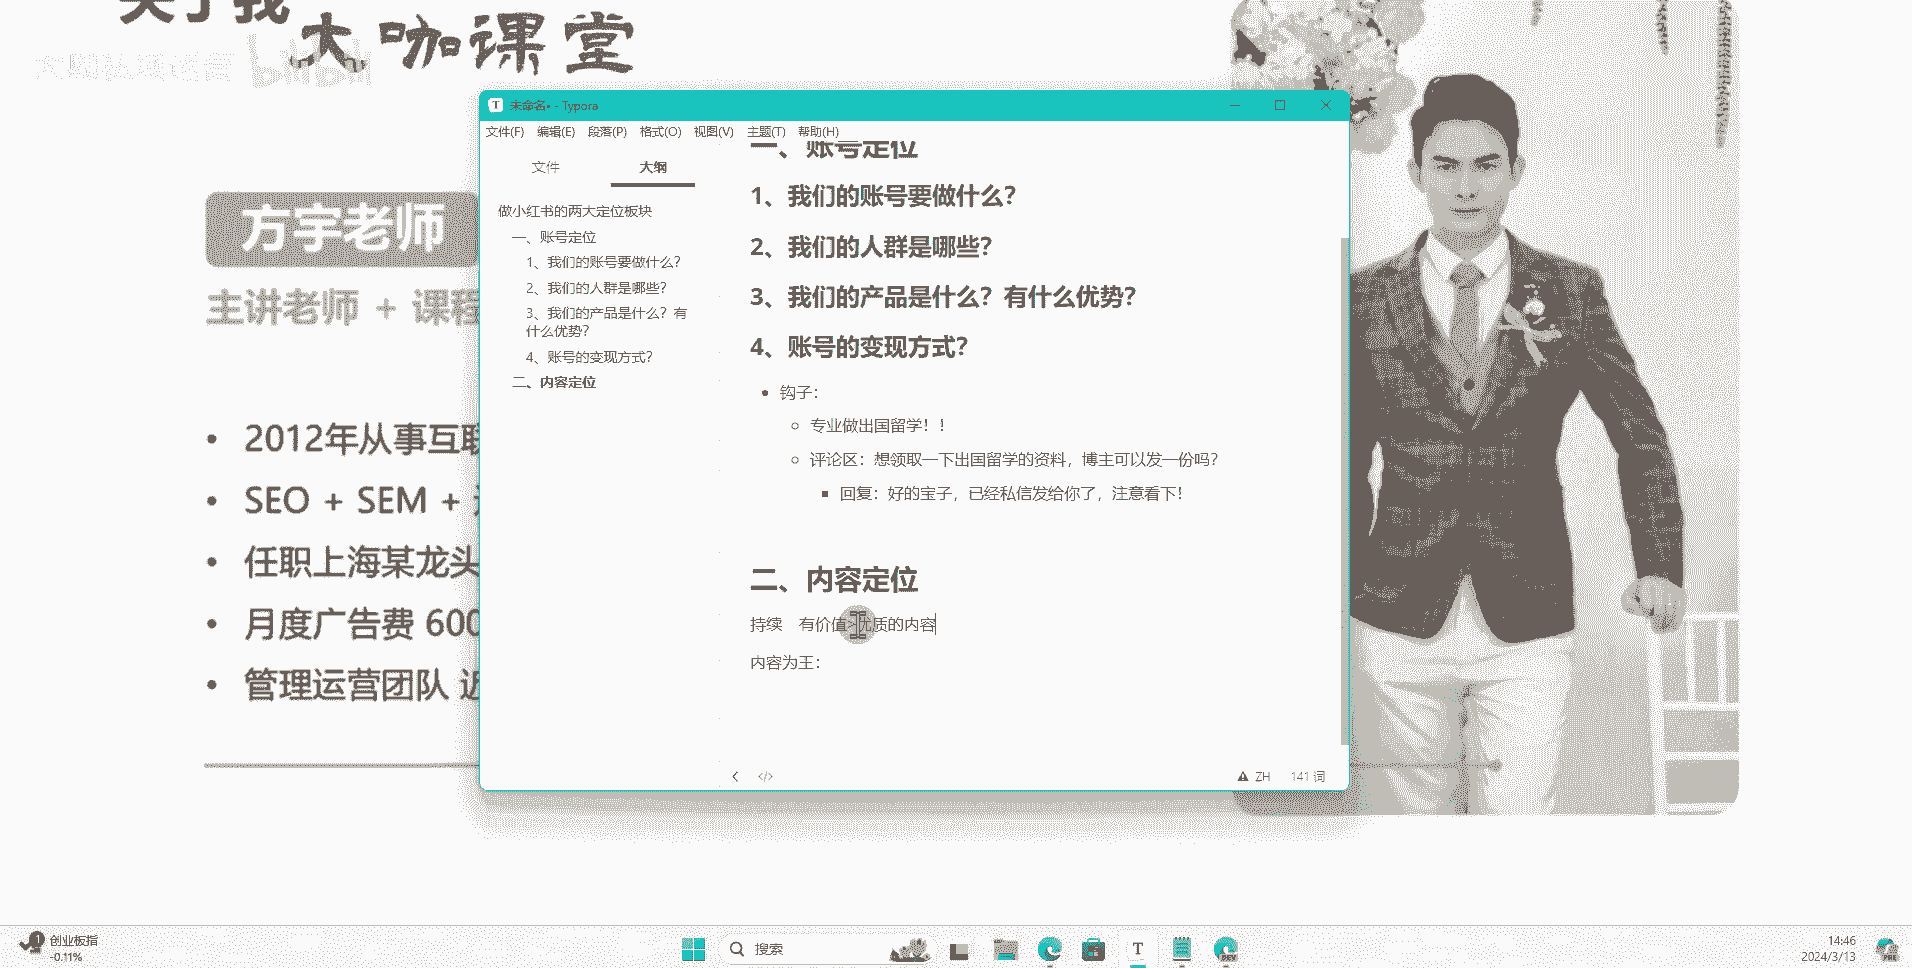 关于我
大咖课堂
bilibili
方宇老师
主讲老师 + 课程
2012年从事互联
SEO + SEM +
任职上海某龙头
月度广告费 600
管理运营团队 近
未命名• - Typora
文件(F) 编辑(E) 段落(P) 格式(O) 视图(V) 主题(T) 帮助(H)
文件 大纲
做小红书的两大定位板块
一、账号定位
1、我们的账号要做什么？
2、我们的人群是哪些？
3、我们的产品是什么？有
什么优势？
4、账号的变现方式？
二、内容定位
一、账号定位
1、我们的账号要做什么？
2、我们的人群是哪些？
3、我们的产品是什么？有什么优势？
4、账号的变现方式？
钩子：
专业做出国留学！！
评论区：想领取一下出国留学的资料，博主可以发一份吗？
回复：好的宝子，已经私信发给你了，注意看下！
二、内容定位
持续 有价值>优质的内容
内容为王：
</> ZH 141 词
1 创业板指
-0.11%
搜索
T
DEV
14:46
2024/3/13
PRE